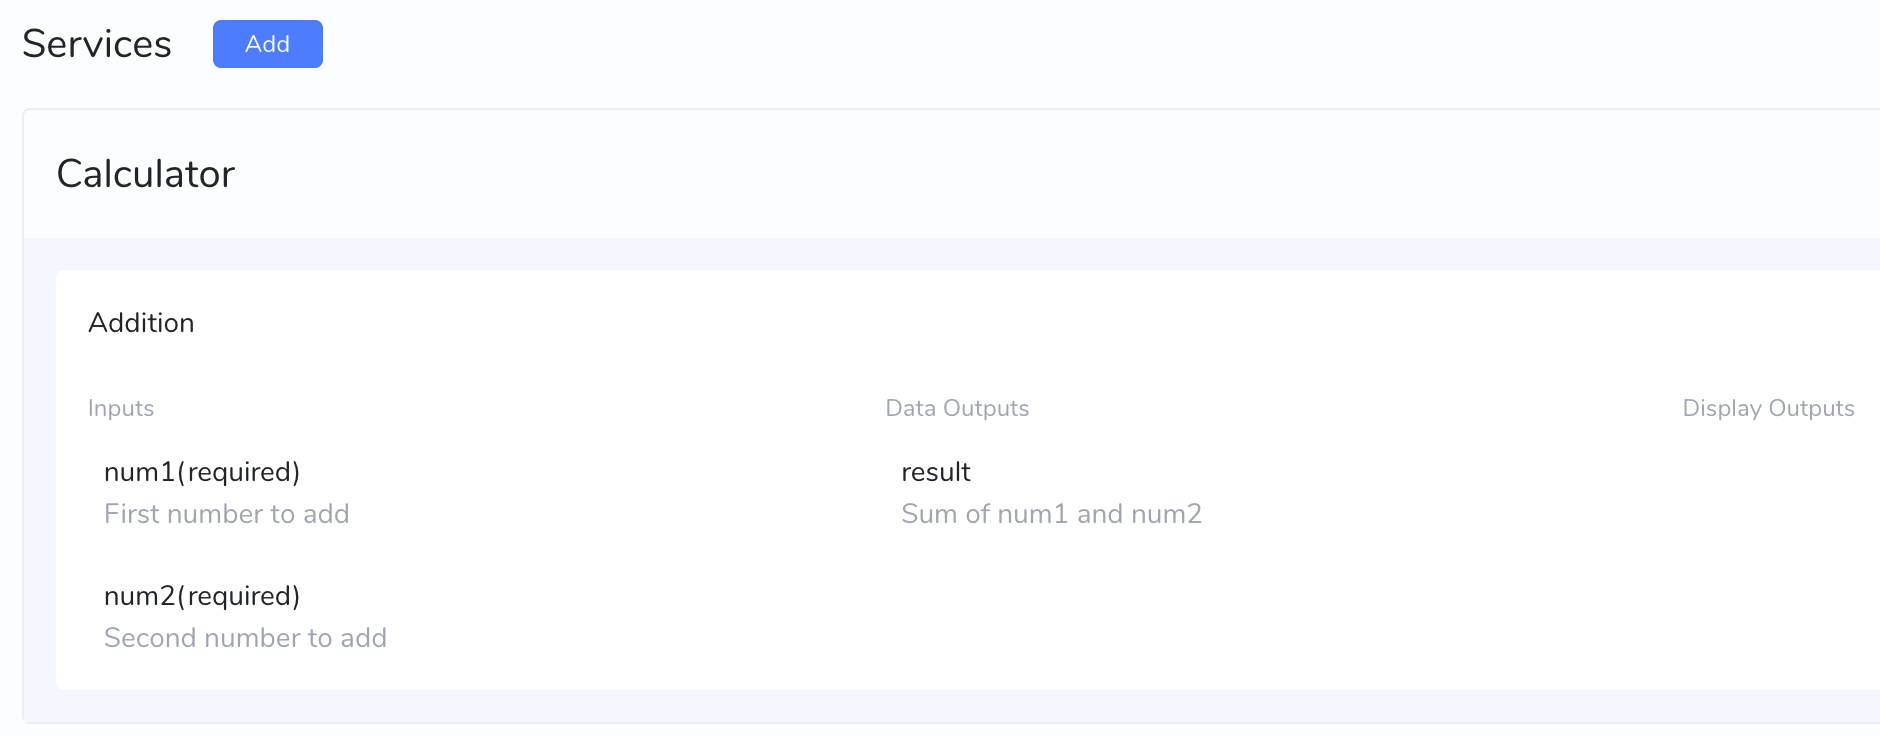 Services
Add
Calculator
Addition
Inputs
Data Outputs
Display Outputs
num1(required)
First number to add
result
Sum of num1 and num2
num2(required)
Second number to add